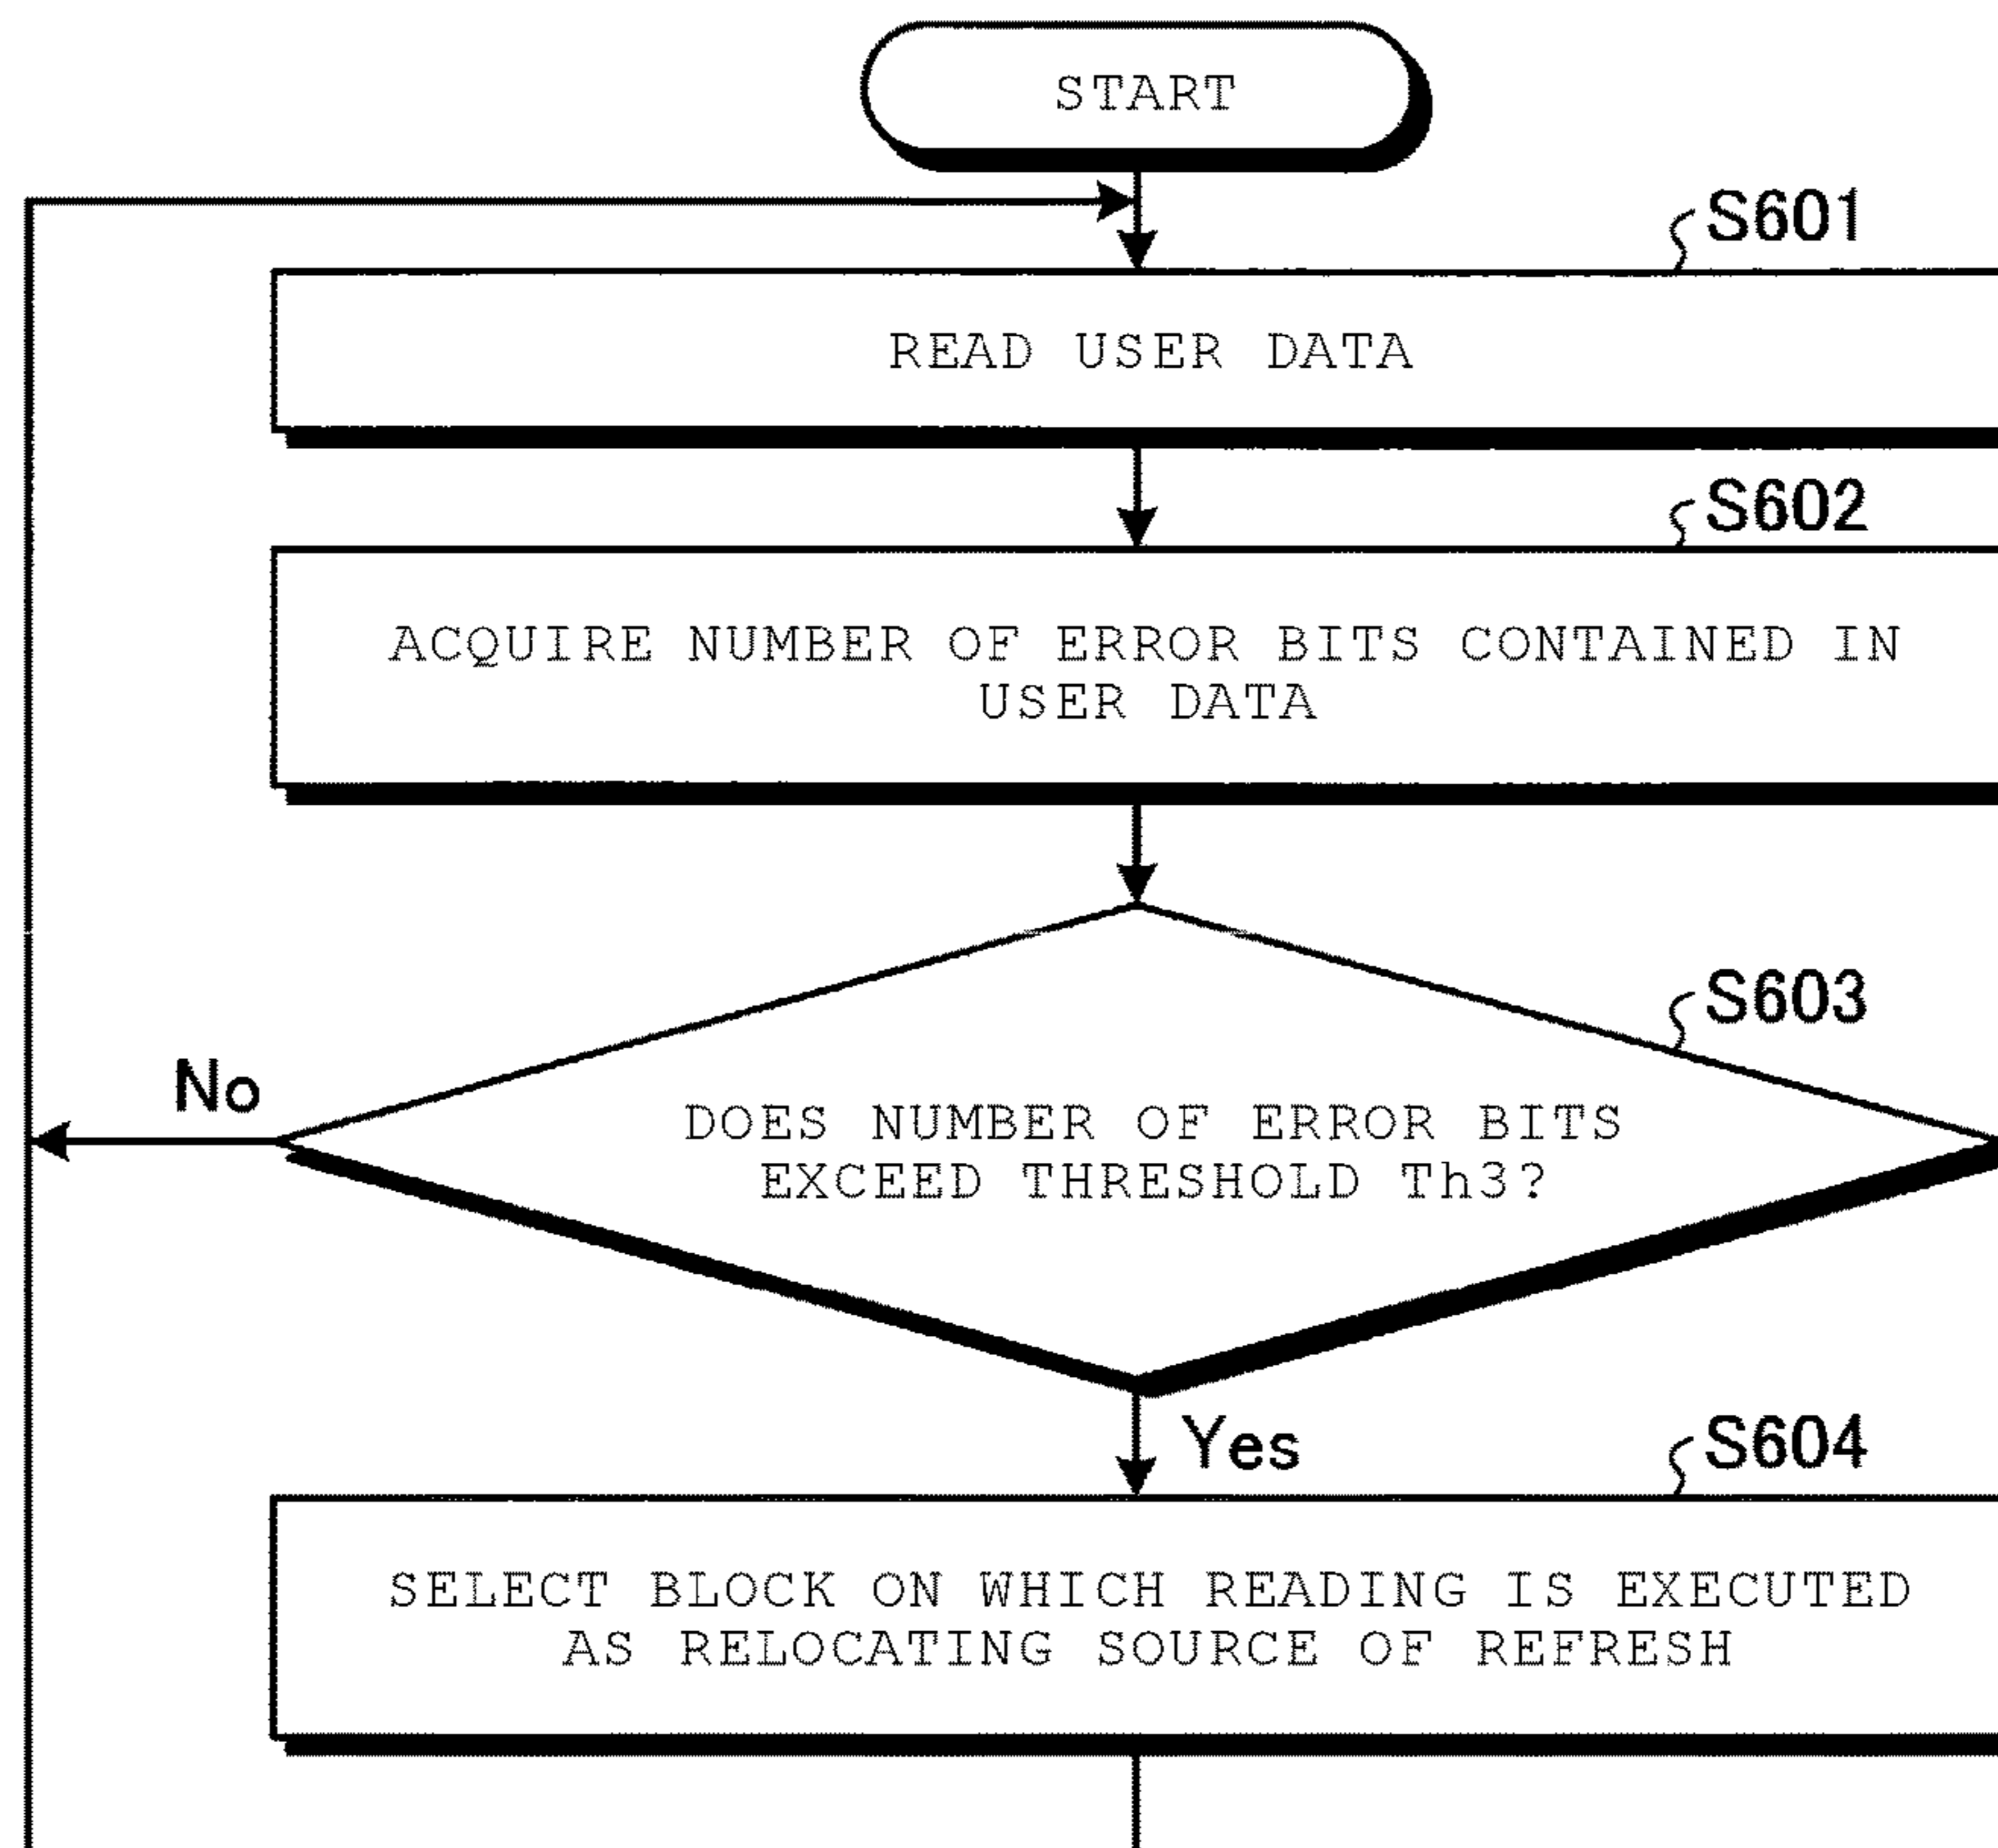 START
S601
READ USER DATA
S602
ACQUIRE NUMBER OF ERROR BITS CONTAINED IN
USER DATA
S603
No
DOES NUMBER OF ERROR BITS
EXCEED THRESHOLD Th3?
Yes
S604
SELECT BLOCK ON WHICH READING IS EXECUTED
AS RELOCATING SOURCE OF REFRESH